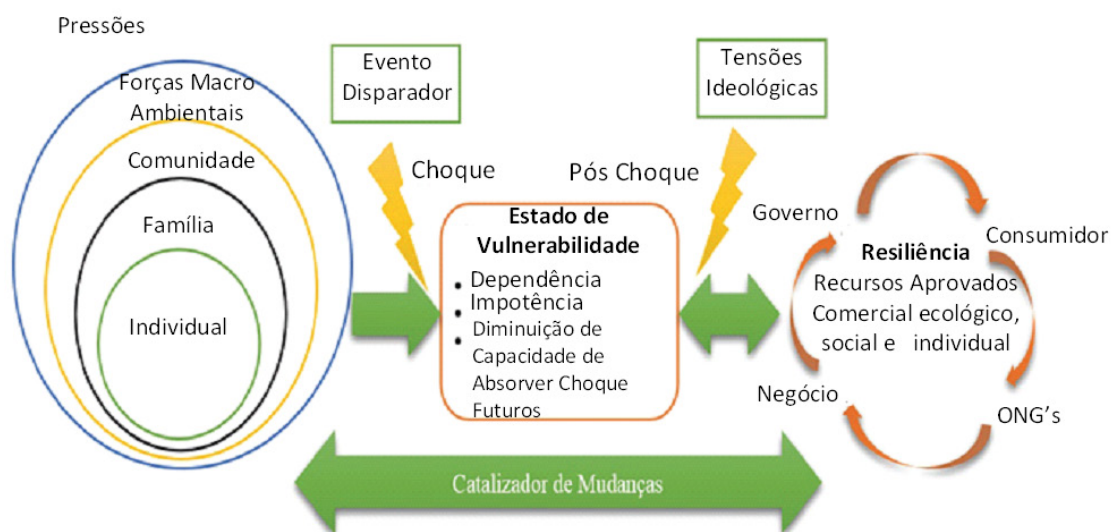 Pressões
Forças Macro
Ambientais
Comunidade
Família
Individual
Evento
Disparador
Choque
Tensões
Ideológicas
Pós Choque
Estado de
Vulnerabilidade
• Dependência
• Impotência
• Diminuição de
Capacidade de
Absorver Choque
Futuros
Governo
Consumidor
Resiliência
Recursos Aprovados
Comercial ecológico,
social e individual
Negócio
ONG's
Catalizador de Mudanças